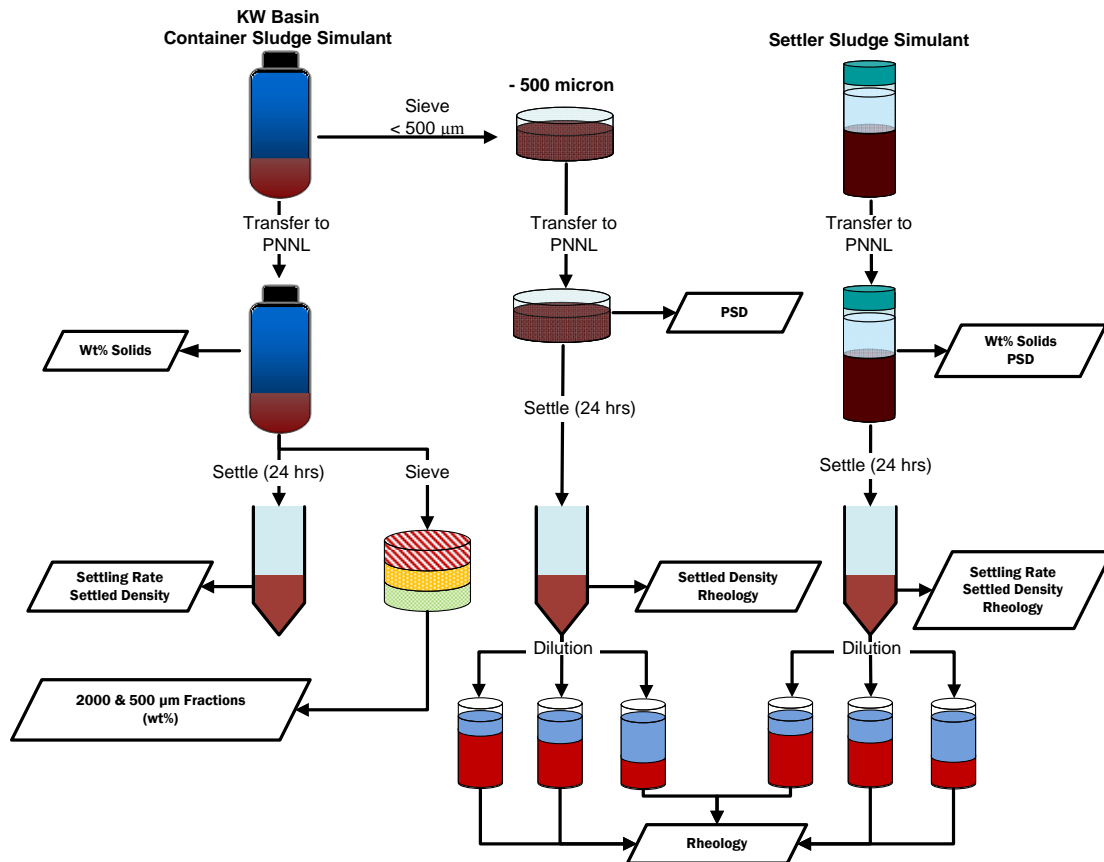 KW Basin
Container Sludge Simulant
Settler Sludge Simulant
- 500 micron
Sieve
< 500 µm
Transfer to
PNNL
Transfer to
PNNL
Transfer to
PNNL
Wt% Solids
PSD
Wt% Solids
PSD
Settle (24 hrs)
Settle (24 hrs)
Sieve
Settle (24 hrs)
Settling Rate
Settled Density
Settled Density
Rheology
Settling Rate
Settled Density
Rheology
Dilution
Dilution
2000 & 500 µm Fractions
(wt%)
Rheology